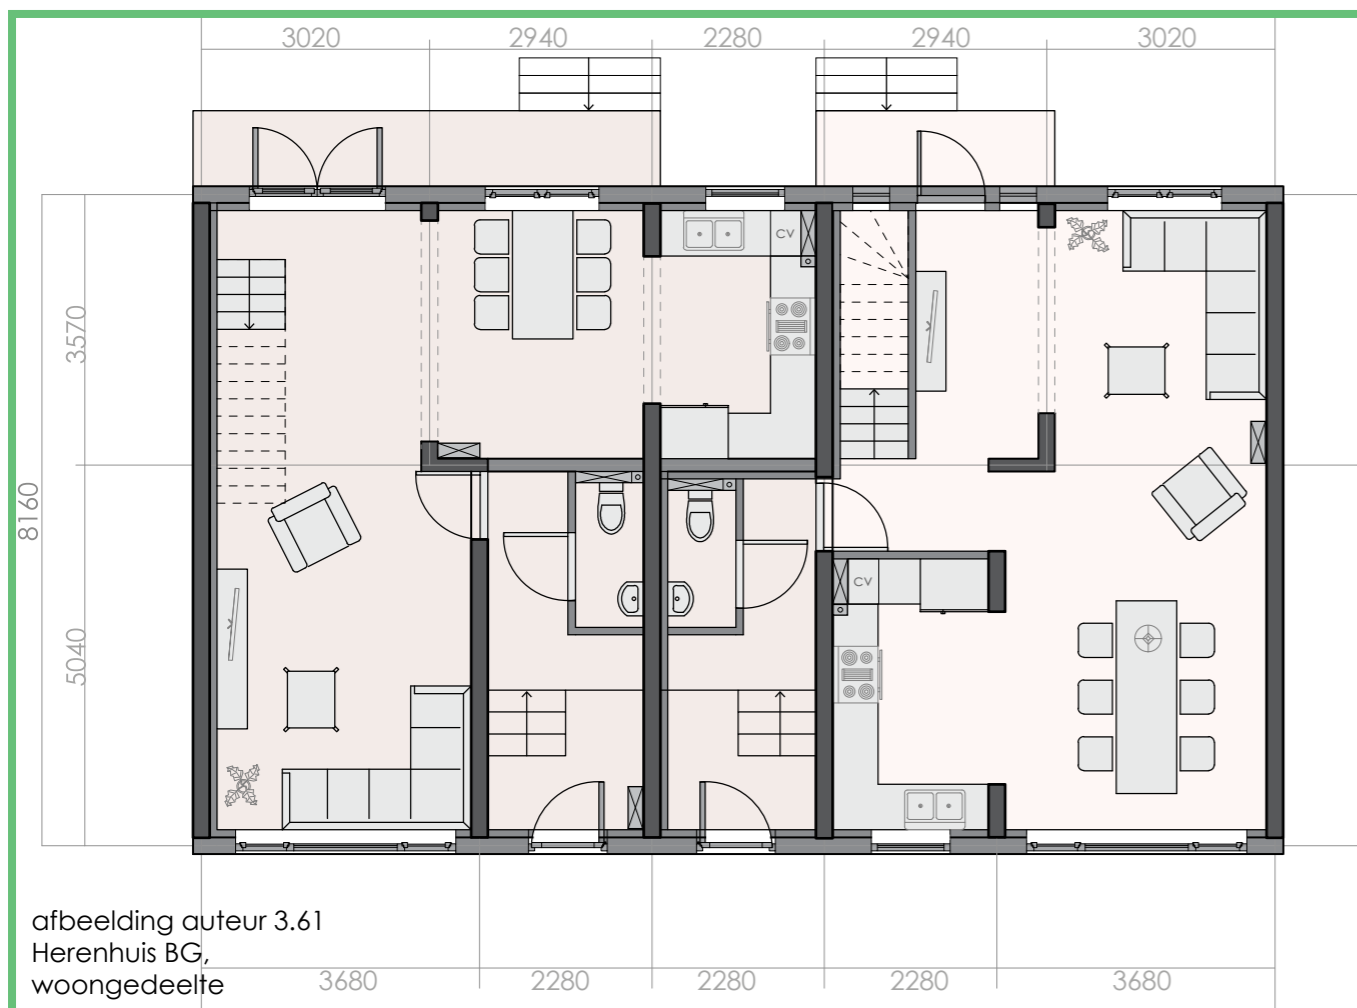 3020 2940 2280 2940 3020
CV
3570
8160
CV
5040
afbeelding auteur 3.61
Herenhuis BG,
woongedeelte
3680 2280 2280 2280 3680